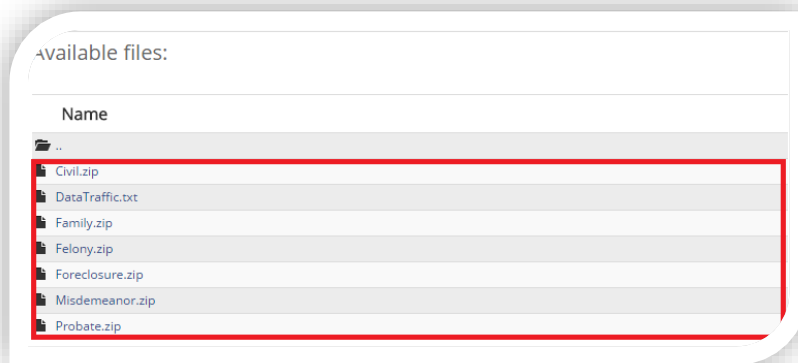 Available files:
Name
..
Civil.zip
DataTraffic.txt
Family.zip
Felony.zip
Foreclosure.zip
Misdemeanor.zip
Probate.zip